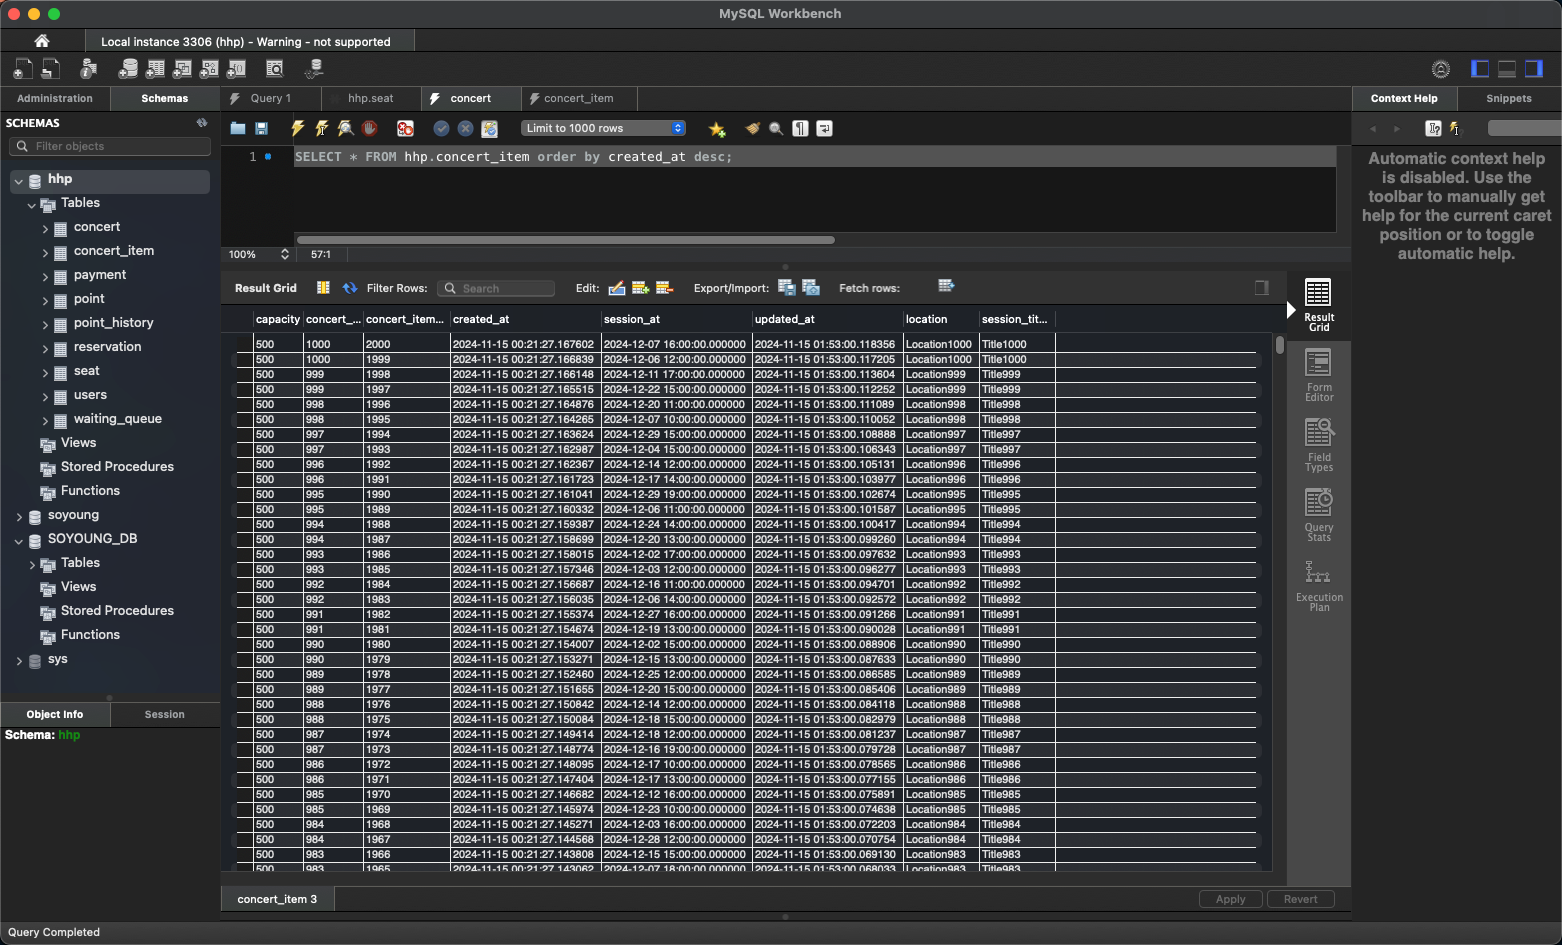 MySQL Workbench
Local instance 3306 (hhp) - Warning - not supported
Administration
Schemas
Query 1
hhp.seat
concert
concert_item
Context Help
Snippets
SCHEMAS
Filter objects
Limit to 1000 rows
1
SELECT * FROM hhp.concert_item order by created_at desc;
Automatic context help
is disabled. Use the
toolbar to manually get
help for the current caret
position or to toggle
automatic help.
hhp
Tables
concert
concert_item
payment
point
point_history
reservation
seat
users
waiting_queue
Views
Stored Procedures
Functions
soyoung
SOYOUNG_DB
Tables
Views
Stored Procedures
Functions
sys
Object Info
Session
Schema: hhp
100%
57:1
Result Grid
Filter Rows:
Search
Edit:
Export/Import:
Fetch rows:
capacity concert_... concert_item... created_at session_at updated_at location session_tit...
500 1000 2000 2024-11-15 00:21:27.167602 2024-12-07 16:00:00.000000 2024-11-15 01:53:00.118356 Location1000 Title1000
500 1000 1999 2024-11-15 00:21:27.166839 2024-12-06 12:00:00.000000 2024-11-15 01:53:00.117205 Location1000 Title1000
500 999 1998 2024-11-15 00:21:27.166148 2024-12-11 17:00:00.000000 2024-11-15 01:53:00.113604 Location999 Title999
500 999 1997 2024-11-15 00:21:27.165515 2024-12-22 15:00:00.000000 2024-11-15 01:53:00.112252 Location999 Title999
500 998 1996 2024-11-15 00:21:27.164876 2024-12-20 11:00:00.000000 2024-11-15 01:53:00.111089 Location998 Title998
500 998 1995 2024-11-15 00:21:27.164265 2024-12-07 10:00:00.000000 2024-11-15 01:53:00.110052 Location998 Title998
500 997 1994 2024-11-15 00:21:27.163624 2024-12-29 15:00:00.000000 2024-11-15 01:53:00.108888 Location997 Title997
500 997 1993 2024-11-15 00:21:27.162987 2024-12-04 15:00:00.000000 2024-11-15 01:53:00.106343 Location997 Title997
500 996 1992 2024-11-15 00:21:27.162367 2024-12-14 12:00:00.000000 2024-11-15 01:53:00.105131 Location996 Title996
500 996 1991 2024-11-15 00:21:27.161723 2024-12-17 14:00:00.000000 2024-11-15 01:53:00.103977 Location996 Title996
500 995 1990 2024-11-15 00:21:27.161041 2024-12-29 19:00:00.000000 2024-11-15 01:53:00.102674 Location995 Title995
500 995 1989 2024-11-15 00:21:27.160332 2024-12-06 11:00:00.000000 2024-11-15 01:53:00.101587 Location995 Title995
500 994 1988 2024-11-15 00:21:27.159387 2024-12-24 14:00:00.000000 2024-11-15 01:53:00.100417 Location994 Title994
500 994 1987 2024-11-15 00:21:27.158699 2024-12-20 13:00:00.000000 2024-11-15 01:53:00.099260 Location994 Title994
500 993 1986 2024-11-15 00:21:27.158015 2024-12-02 17:00:00.000000 2024-11-15 01:53:00.097632 Location993 Title993
500 993 1985 2024-11-15 00:21:27.157346 2024-12-03 12:00:00.000000 2024-11-15 01:53:00.096277 Location993 Title993
500 992 1984 2024-11-15 00:21:27.156687 2024-12-16 11:00:00.000000 2024-11-15 01:53:00.094701 Location992 Title992
500 992 1983 2024-11-15 00:21:27.156035 2024-12-06 14:00:00.000000 2024-11-15 01:53:00.092572 Location992 Title992
500 991 1982 2024-11-15 00:21:27.155374 2024-12-27 16:00:00.000000 2024-11-15 01:53:00.091266 Location991 Title991
500 991 1981 2024-11-15 00:21:27.154674 2024-12-19 13:00:00.000000 2024-11-15 01:53:00.090028 Location991 Title991
500 990 1980 2024-11-15 00:21:27.154007 2024-12-02 15:00:00.000000 2024-11-15 01:53:00.088906 Location990 Title990
500 990 1979 2024-11-15 00:21:27.153271 2024-12-15 13:00:00.000000 2024-11-15 01:53:00.087633 Location990 Title990
500 989 1978 2024-11-15 00:21:27.152460 2024-12-25 12:00:00.000000 2024-11-15 01:53:00.086585 Location989 Title989
500 989 1977 2024-11-15 00:21:27.151655 2024-12-20 15:00:00.000000 2024-11-15 01:53:00.085406 Location989 Title989
500 988 1976 2024-11-15 00:21:27.150842 2024-12-14 12:00:00.000000 2024-11-15 01:53:00.084118 Location988 Title988
500 988 1975 2024-11-15 00:21:27.150084 2024-12-18 15:00:00.000000 2024-11-15 01:53:00.082979 Location988 Title988
500 987 1974 2024-11-15 00:21:27.149414 2024-12-18 12:00:00.000000 2024-11-15 01:53:00.081237 Location987 Title987
500 987 1973 2024-11-15 00:21:27.148774 2024-12-16 19:00:00.000000 2024-11-15 01:53:00.079728 Location987 Title987
500 986 1972 2024-11-15 00:21:27.148095 2024-12-17 10:00:00.000000 2024-11-15 01:53:00.078565 Location986 Title986
500 986 1971 2024-11-15 00:21:27.147404 2024-12-17 13:00:00.000000 2024-11-15 01:53:00.077155 Location986 Title986
500 985 1970 2024-11-15 00:21:27.146682 2024-12-12 16:00:00.000000 2024-11-15 01:53:00.075891 Location985 Title985
500 985 1969 2024-11-15 00:21:27.145974 2024-12-23 10:00:00.000000 2024-11-15 01:53:00.074638 Location985 Title985
500 984 1968 2024-11-15 00:21:27.145271 2024-12-03 16:00:00.000000 2024-11-15 01:53:00.072203 Location984 Title984
500 984 1967 2024-11-15 00:21:27.144568 2024-12-28 12:00:00.000000 2024-11-15 01:53:00.070754 Location984 Title984
500 983 1966 2024-11-15 00:21:27.143808 2024-12-15 15:00:00.000000 2024-11-15 01:53:00.069130 Location983 Title983
500 983 1965 2024-11-15 00:21:27.143062 2024-12-07 18:00:00.000000 2024-11-15 01:53:00.068033 Location983 Title983
Result
Grid
Form
Editor
Field
Types
Query
Stats
Execution
Plan
concert_item 3
Apply
Revert
Query Completed